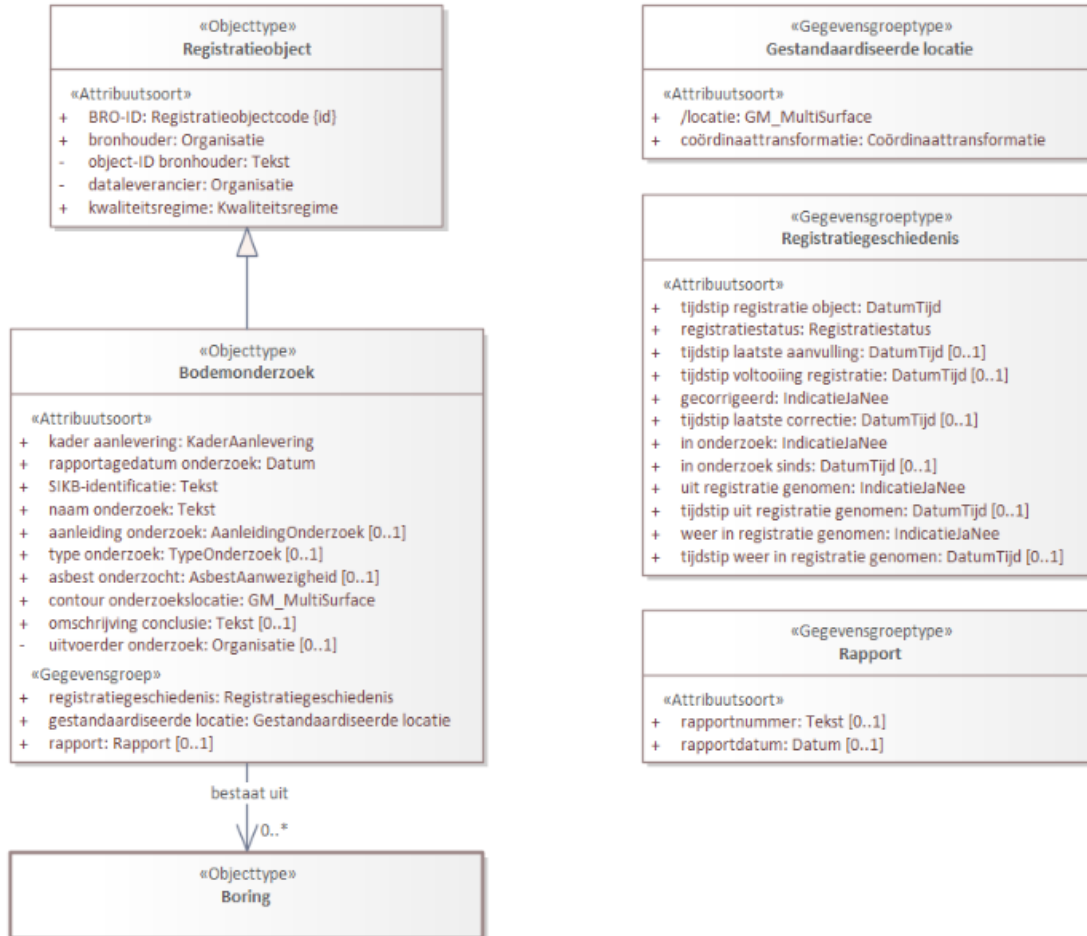 «Objecttype»
Registratieobject
«Attribuutsoort»
+ BRO-ID: Registratieobjectcode {id}
+ bronhouder: Organisatie
- object-ID bronhouder: Tekst
- dataleverancier: Organisatie
+ kwaliteitsregime: Kwaliteitsregime
«Objecttype»
Bodemonderzoek
«Attribuutsoort»
+ kader aanlevering: KaderAanlevering
+ rapportagedatum onderzoek: Datum
+ SIKB-identificatie: Tekst
+ naam onderzoek: Tekst
+ aanleiding onderzoek: AanleidingOnderzoek [0..1]
+ type onderzoek: TypeOnderzoek [0..1]
+ asbest onderzocht: AsbestAanwezigheid [0..1]
+ contour onderzoekslocatie: GM_MultiSurface
+ omschrijving conclusie: Tekst [0..1]
- uitvoerder onderzoek: Organisatie [0..1]
«Gegevensgroep»
+ registratiegeschiedenis: Registratiegeschiedenis
+ gestandaardiseerde locatie: Gestandaardiseerde locatie
+ rapport: Rapport [0..1]
bestaat uit
0..*
«Objecttype»
Boring
«Gegevensgroeptype»
Gestandaardiseerde locatie
«Attribuutsoort»
+ /locatie: GM_MultiSurface
+ coördinaattransformatie: Coördinaattransformatie
«Gegevensgroeptype»
Registratiegeschiedenis
«Attribuutsoort»
+ tijdstip registratie object: DatumTijd
+ registratiestatus: Registratiestatus
+ tijdstip laatste aanvulling: DatumTijd [0..1]
+ tijdstip voltooiing registratie: DatumTijd [0..1]
+ gecorrigeerd: IndicatieJaNee
+ tijdstip laatste correctie: DatumTijd [0..1]
+ in onderzoek: IndicatieJaNee
+ in onderzoek sinds: DatumTijd [0..1]
+ uit registratie genomen: IndicatieJaNee
+ tijdstip uit registratie genomen: DatumTijd [0..1]
+ weer in registratie genomen: IndicatieJaNee
+ tijdstip weer in registratie genomen: DatumTijd [0..1]
«Gegevensgroeptype»
Rapport
«Attribuutsoort»
+ rapportnummer: Tekst [0..1]
+ rapportdatum: Datum [0..1]